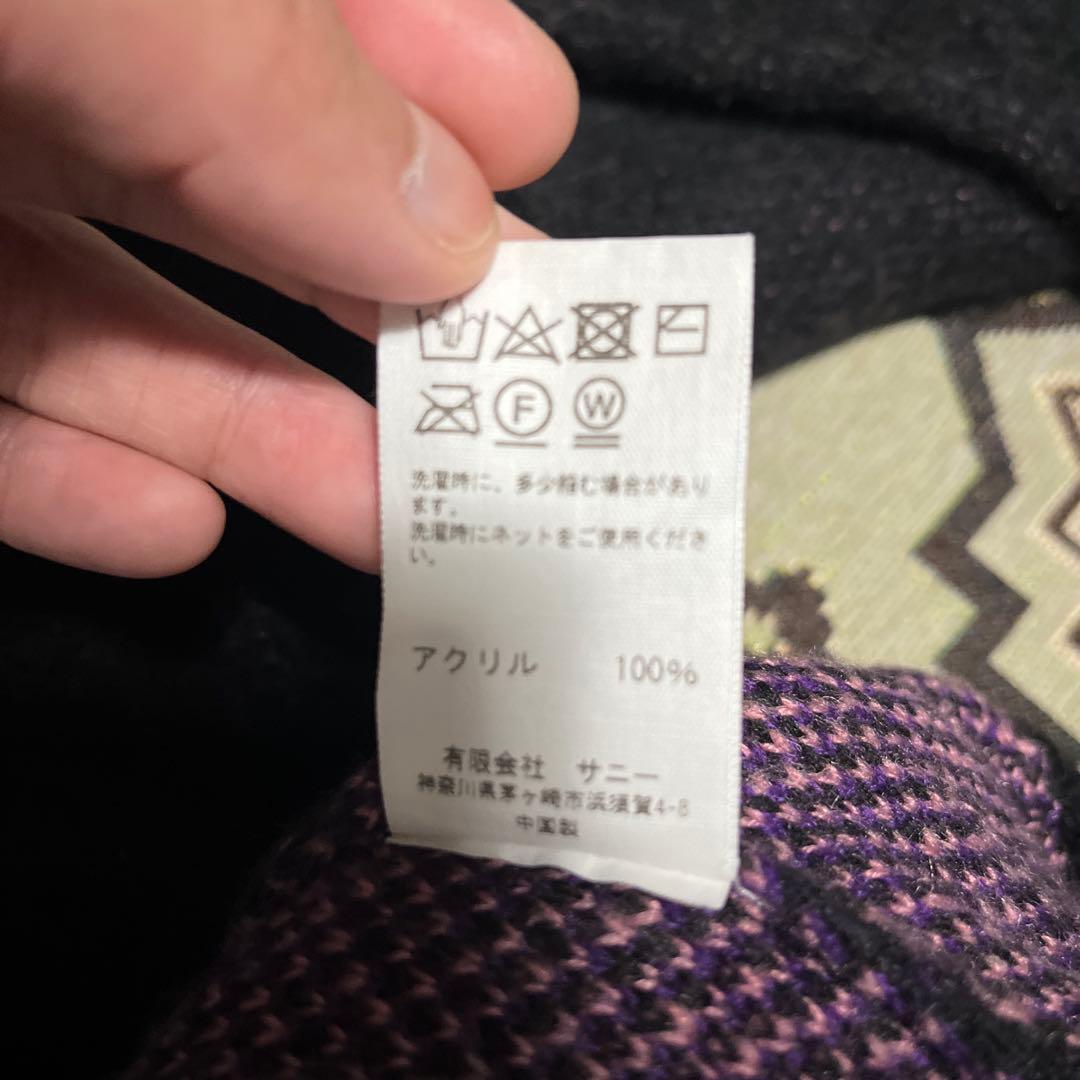 F W
洗濯時に、多少縮む場合があり
ます。
洗濯時にネットをご使用くださ
い。
アクリル 100%
有限会社 サニー
神奈川県茅ヶ崎市浜須賀4-8
中国製